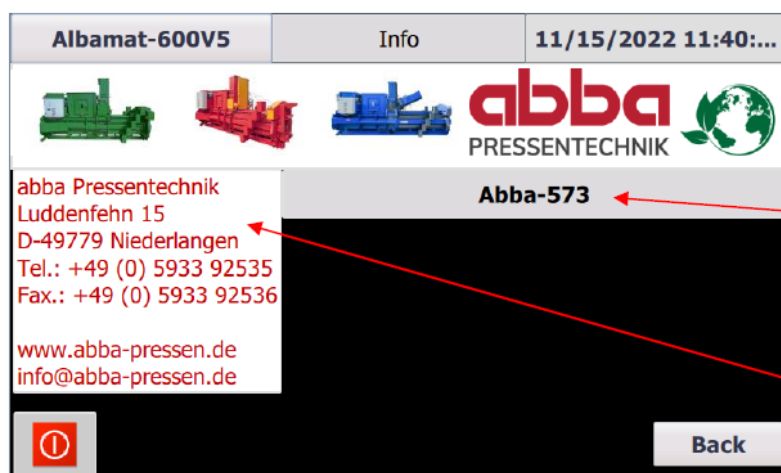 Albamat-600V5
Info
11/15/2022 11:40:...
abba
PRESSENTECHNIK
abba Pressentechnik
Luddenfehn 15
D-49779 Niederlangen
Tel.: +49 (0) 5933 92535
Fax.: +49 (0) 5933 92536
www.abba-pressen.de
info@abba-pressen.de
Abba-573
Back